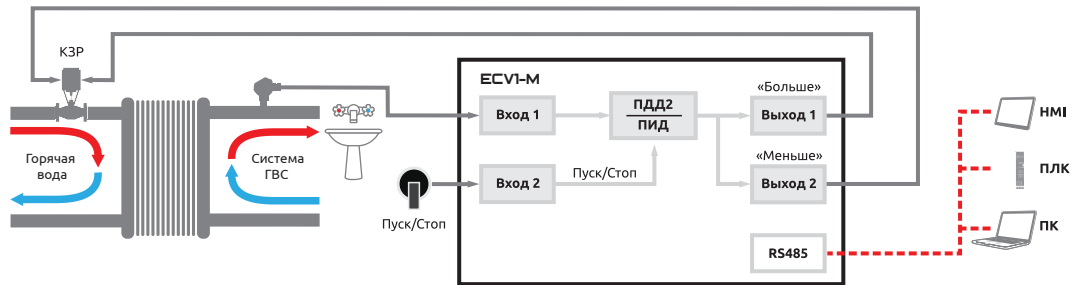 КЗР
Горячая
вода
Система
ГВС
Пуск/Стоп
ECV1-M
Вход 1
Вход 2
ПДД2
ПИД
Пуск/Стоп
«Больше»
Выход 1
«Меньше»
Выход 2
RS485
HMI
ПЛК
ПК